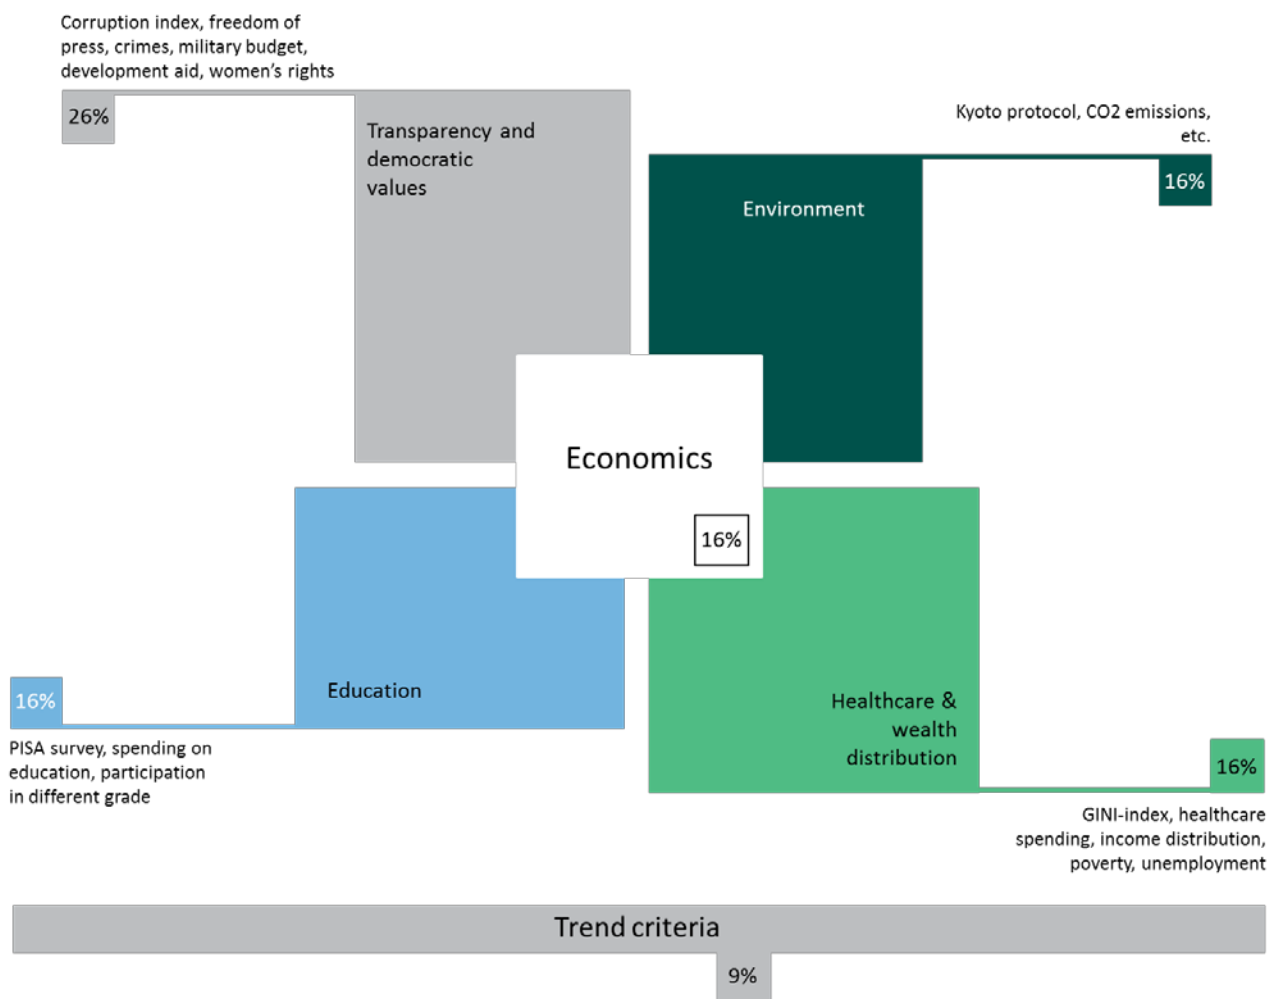 Corruption index, freedom of
press, crimes, military budget,
development aid, women's rights
26%
Transparency and
democratic
values
Kyoto protocol, CO2 emissions,
etc.
16%
Environment
Economics
16%
Education
16%
PISA survey, spending on
education, participation
in different grade
Healthcare &
wealth
distribution
16%
GINI-index, healthcare
spending, income distribution,
poverty, unemployment
Trend criteria
9%